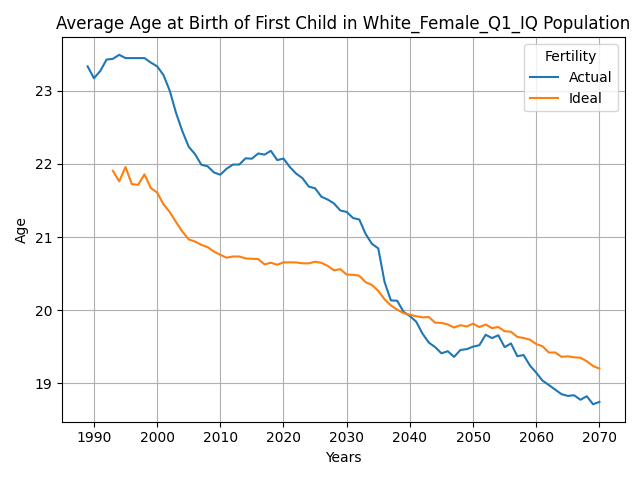 Average Age at Birth of First Child in White_Female_Q1_IQ Population
Fertility
Actual
Ideal
Age
23
22
21
20
19
1990
2000
2010
2020
2030
2040
2050
2060
2070
Years